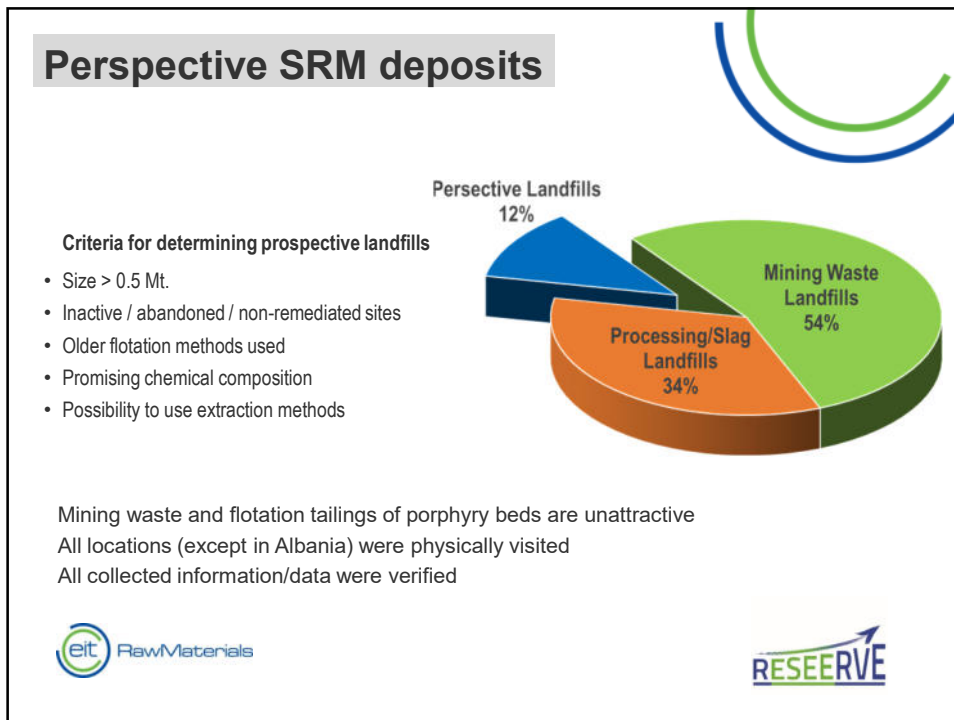 Perspective SRM deposits
Persective Landfills
12%
Criteria for determining prospective landfills
• Size > 0.5 Mt.
• Inactive / abandoned / non-remediated sites
• Older flotation methods used
• Promising chemical composition
• Possibility to use extraction methods
Mining Waste
Landfills
54%
Processing/Slag
Landfills
34%
Mining waste and flotation tailings of porphyry beds are unattractive
All locations (except in Albania) were physically visited
All collected information/data were verified
eit RawMaterials
RESEERVE